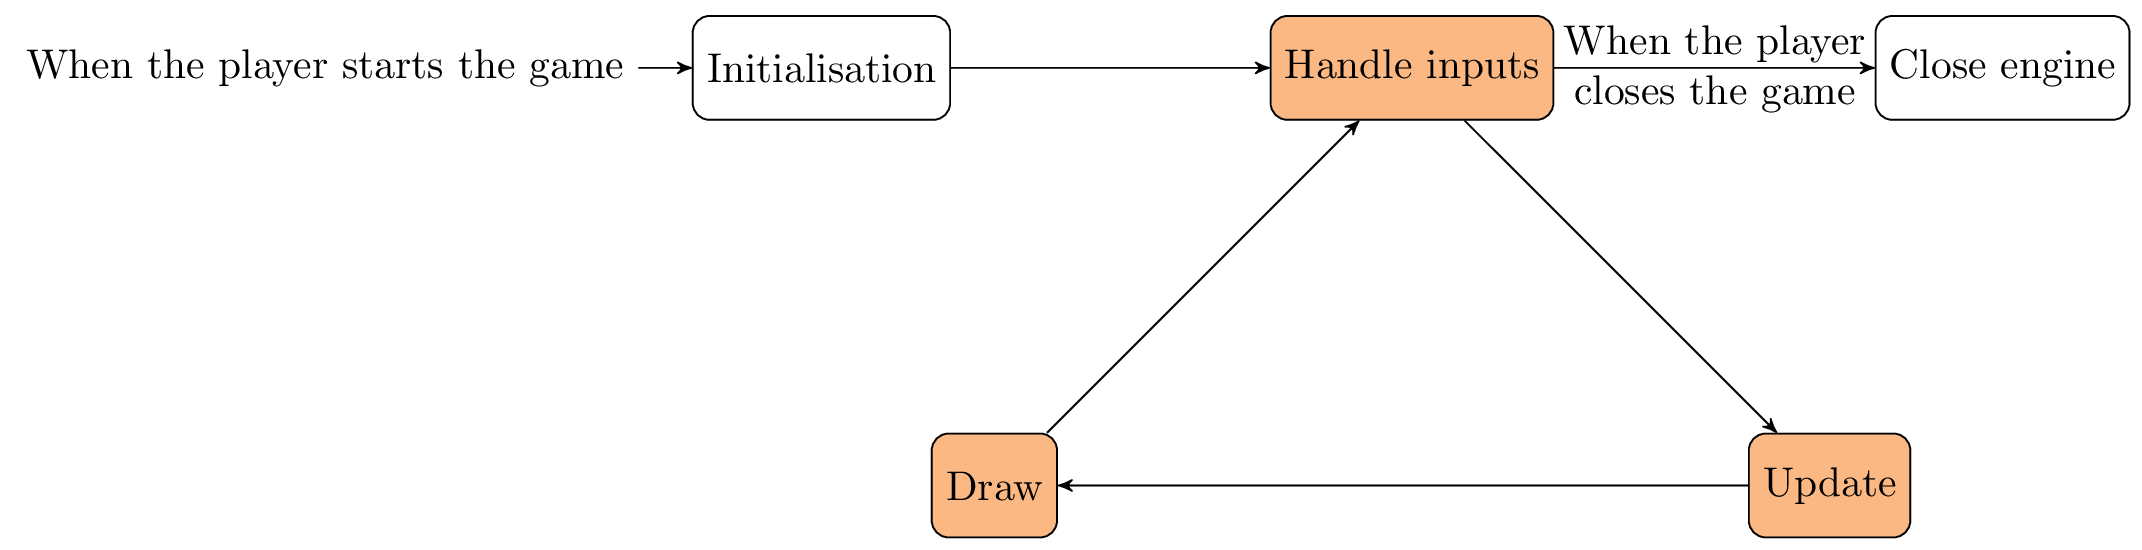 When the player starts the game
Initialisation
Handle inputs
When the player
closes the game
Close engine
Draw
Update